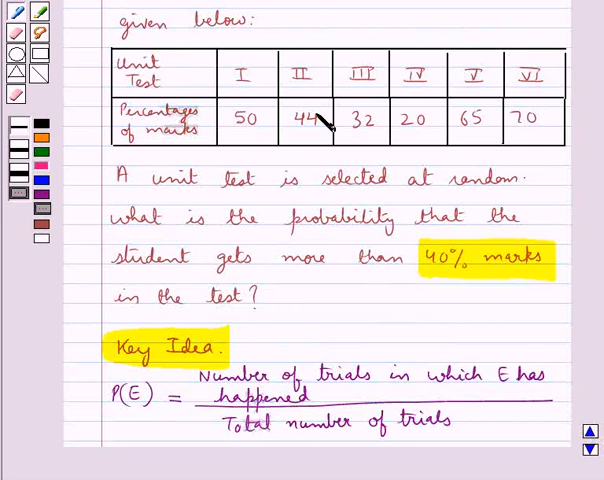 given below:
Unit Test I II III IV V VI
Percentages of marks 50 44 32 20 65 70
A unit test is selected at random.
what is the probability that the
student gets more than 40% marks
in the test?
Key Idea.
P(E) = Number of trials in which E has happened
Total number of trials